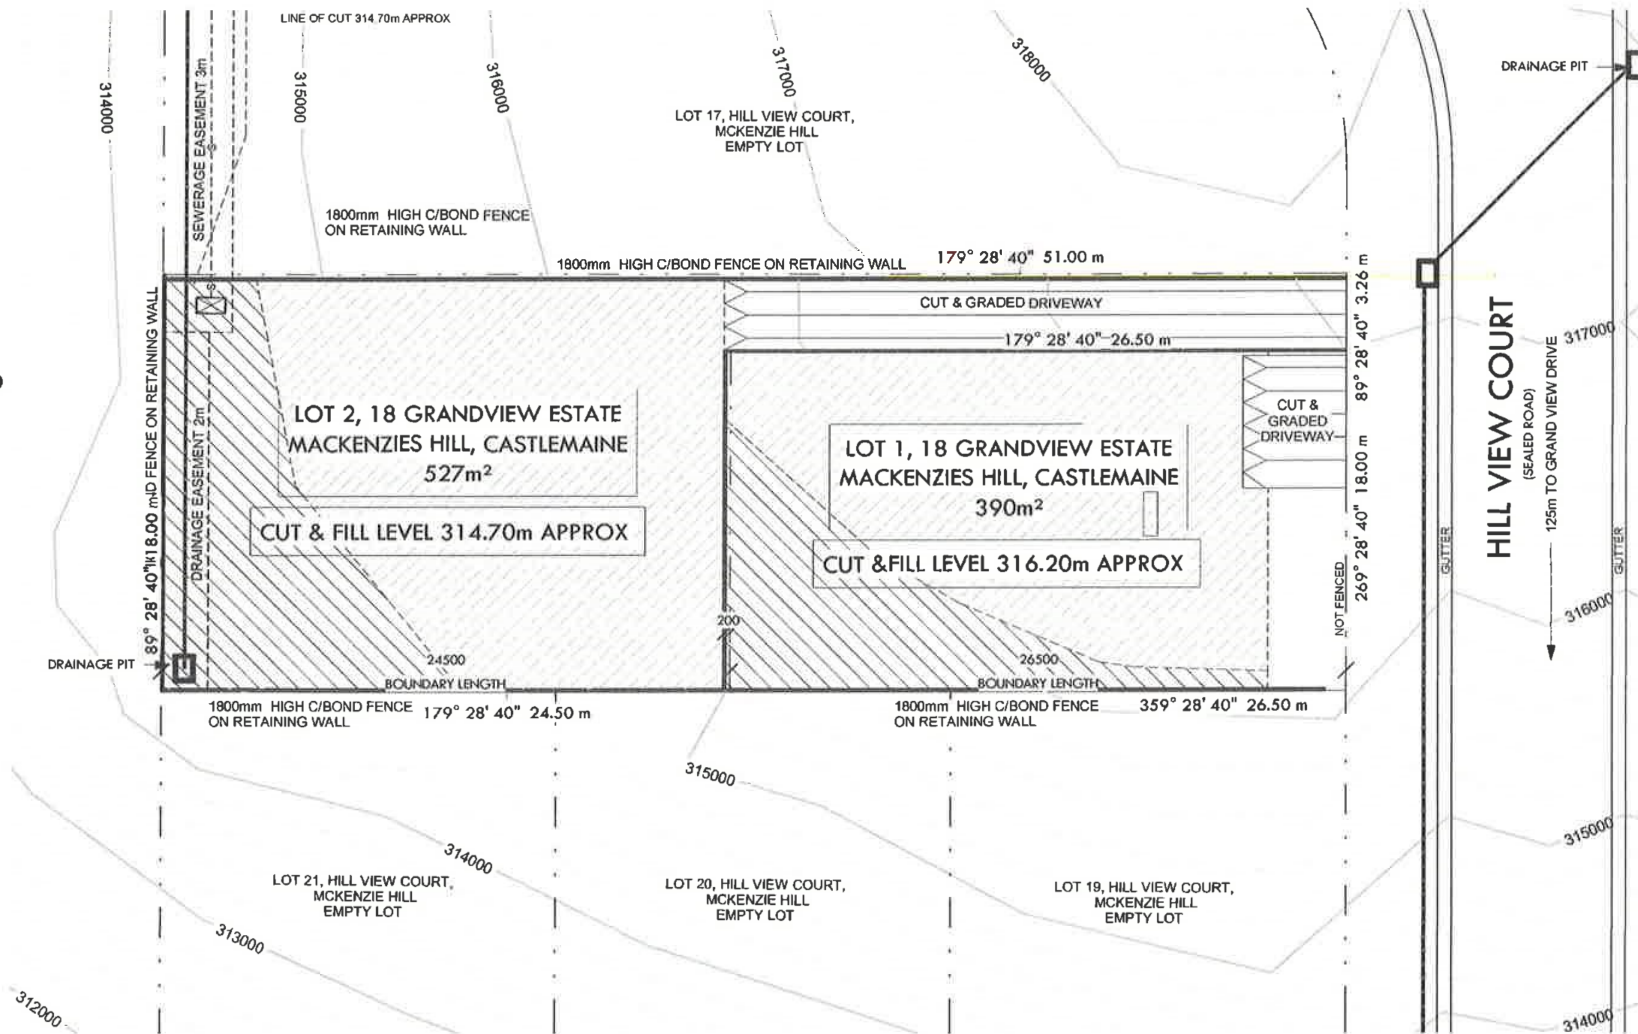 LINE OF CUT 314.70m APPROX
314000
SEWERAGE EASEMENT 3m
S
315000
316000
317000
318000
DRAINAGE PIT
LOT 17, HILL VIEW COURT,
MCKENZIE HILL
EMPTY LOT
1800mm HIGH C/BOND FENCE
ON RETAINING WALL
1800mm HIGH C/BOND FENCE ON RETAINING WALL
179° 28' 40" 51.00 m
89° 28' 40" 3.26 m
S
CUT & GRADED DRIVEWAY
179° 28' 40" 26.50 m
D FENCE ON RETAINING WALL
89° 28' 40"
18.00 m
DRAINAGE EASEMENT 2m
LOT 2, 18 GRANDVIEW ESTATE
MACKENZIES HILL, CASTLEMAINE
527m²
CUT & FILL LEVEL 314.70m APPROX
LOT 1, 18 GRANDVIEW ESTATE
MACKENZIES HILL, CASTLEMAINE
390m²
CUT &FILL LEVEL 316.20m APPROX
CUT &
GRADED
DRIVEWAY
269° 28' 40" 18.00 m
NOT FENCED
GUTTER
HILL VIEW COURT
(SEALED ROAD)
125m TO GRAND VIEW DRIVE
GUTTER
317000
316000
200
DRAINAGE PIT
24500
BOUNDARY LENGTH
26500
BOUNDARY LENGTH
1800mm HIGH C/BOND FENCE
ON RETAINING WALL
179° 28' 40" 24.50 m
1800mm HIGH C/BOND FENCE
ON RETAINING WALL
359° 28' 40" 26.50 m
315000
315000
314000
LOT 21, HILL VIEW COURT,
MCKENZIE HILL
EMPTY LOT
LOT 20, HILL VIEW COURT,
MCKENZIE HILL
EMPTY LOT
LOT 19, HILL VIEW COURT,
MCKENZIE HILL
EMPTY LOT
313000
312000
314000